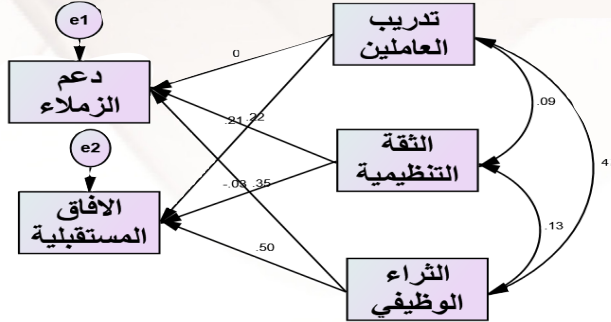 e1
تدريب
العاملين
دعم
الزملاء
0
.09
.21
.22
e2
الثقة
التنظيمية
4
الافاق
المستقبلية
-.03
.35
.13
.50
الثراء
الوظيفي